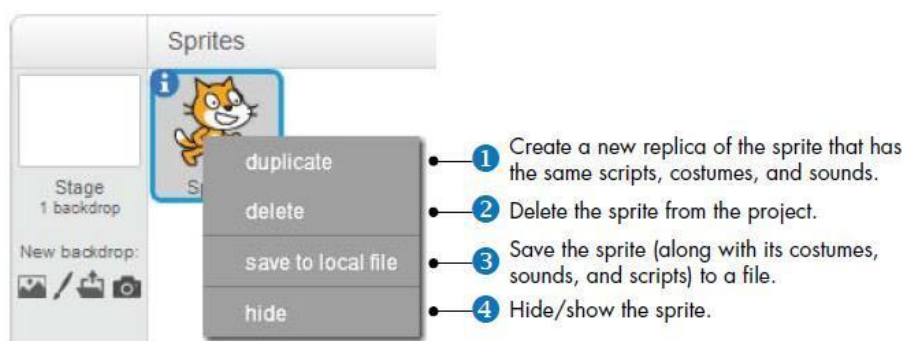 Sprites
Stage
1 backdrop
New backdrop:
duplicate
delete
save to local file
hide
1 Create a new replica of the sprite that has
the same scripts, costumes, and sounds.
2 Delete the sprite from the project.
3 Save the sprite (along with its costumes,
sounds, and scripts) to a file.
4 Hide/show the sprite.